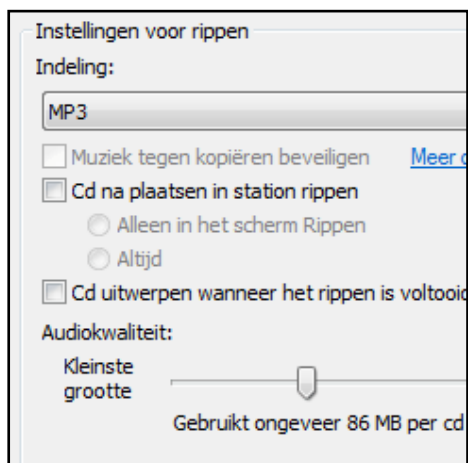 Instellingen voor rippen
Indeling:
MP3
Muziek tegen kopiëren beveiligen Meer
Cd na plaatsen in station rippen
Alleen in het scherm Rippen
Altijd
Cd uitwerpen wanneer het rippen is voltooid
Audiokwaliteit:
Kleinste
grootte
Gebruikt ongeveer 86 MB per cd